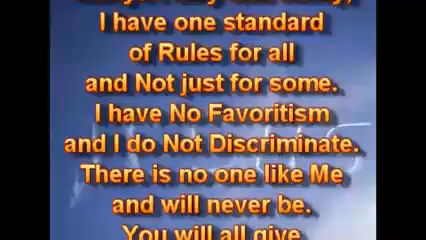 I have one standard
of Rules for all
and Not just for some.
I have No Favoritism
and I do Not Discriminate.
There is no one like Me
and will never be.
You will all give